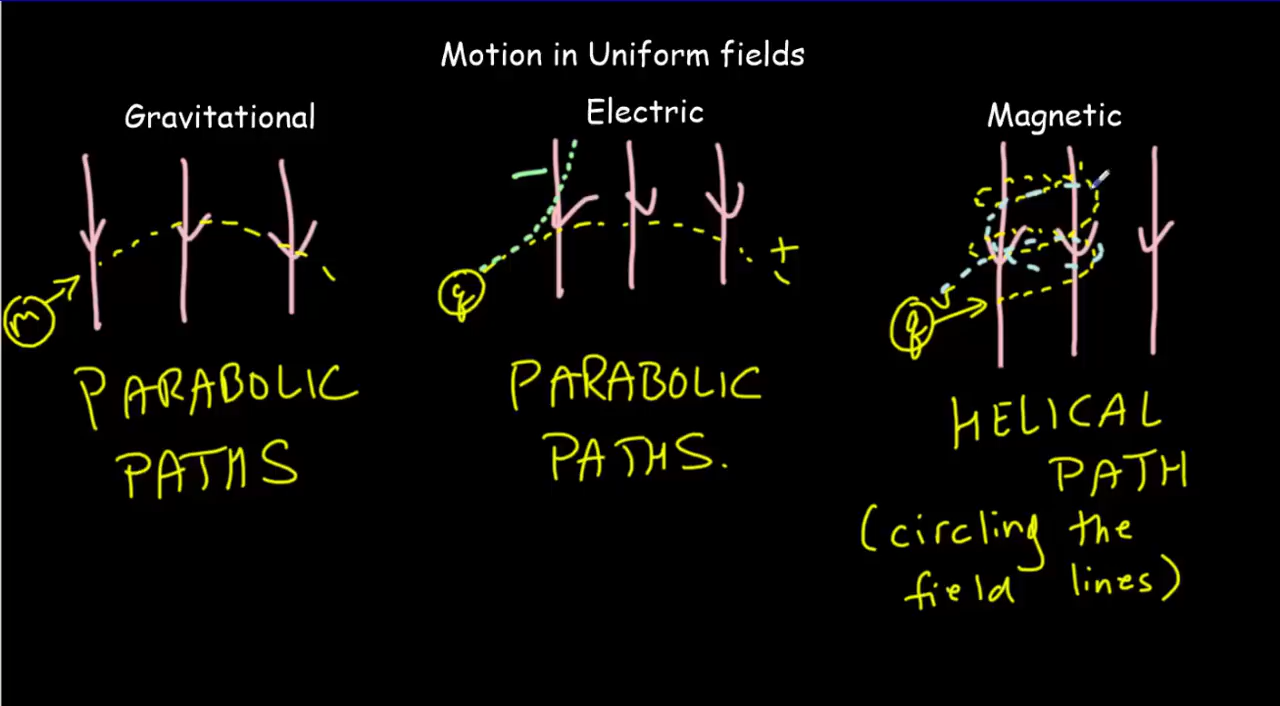 Motion in Uniform fields
Gravitational
Electric
Magnetic
m
q
q
v
−
+
PARABOLIC
PATHS
PARABOLIC
PATHS.
HELICAL
PATH
(circling the
field lines)